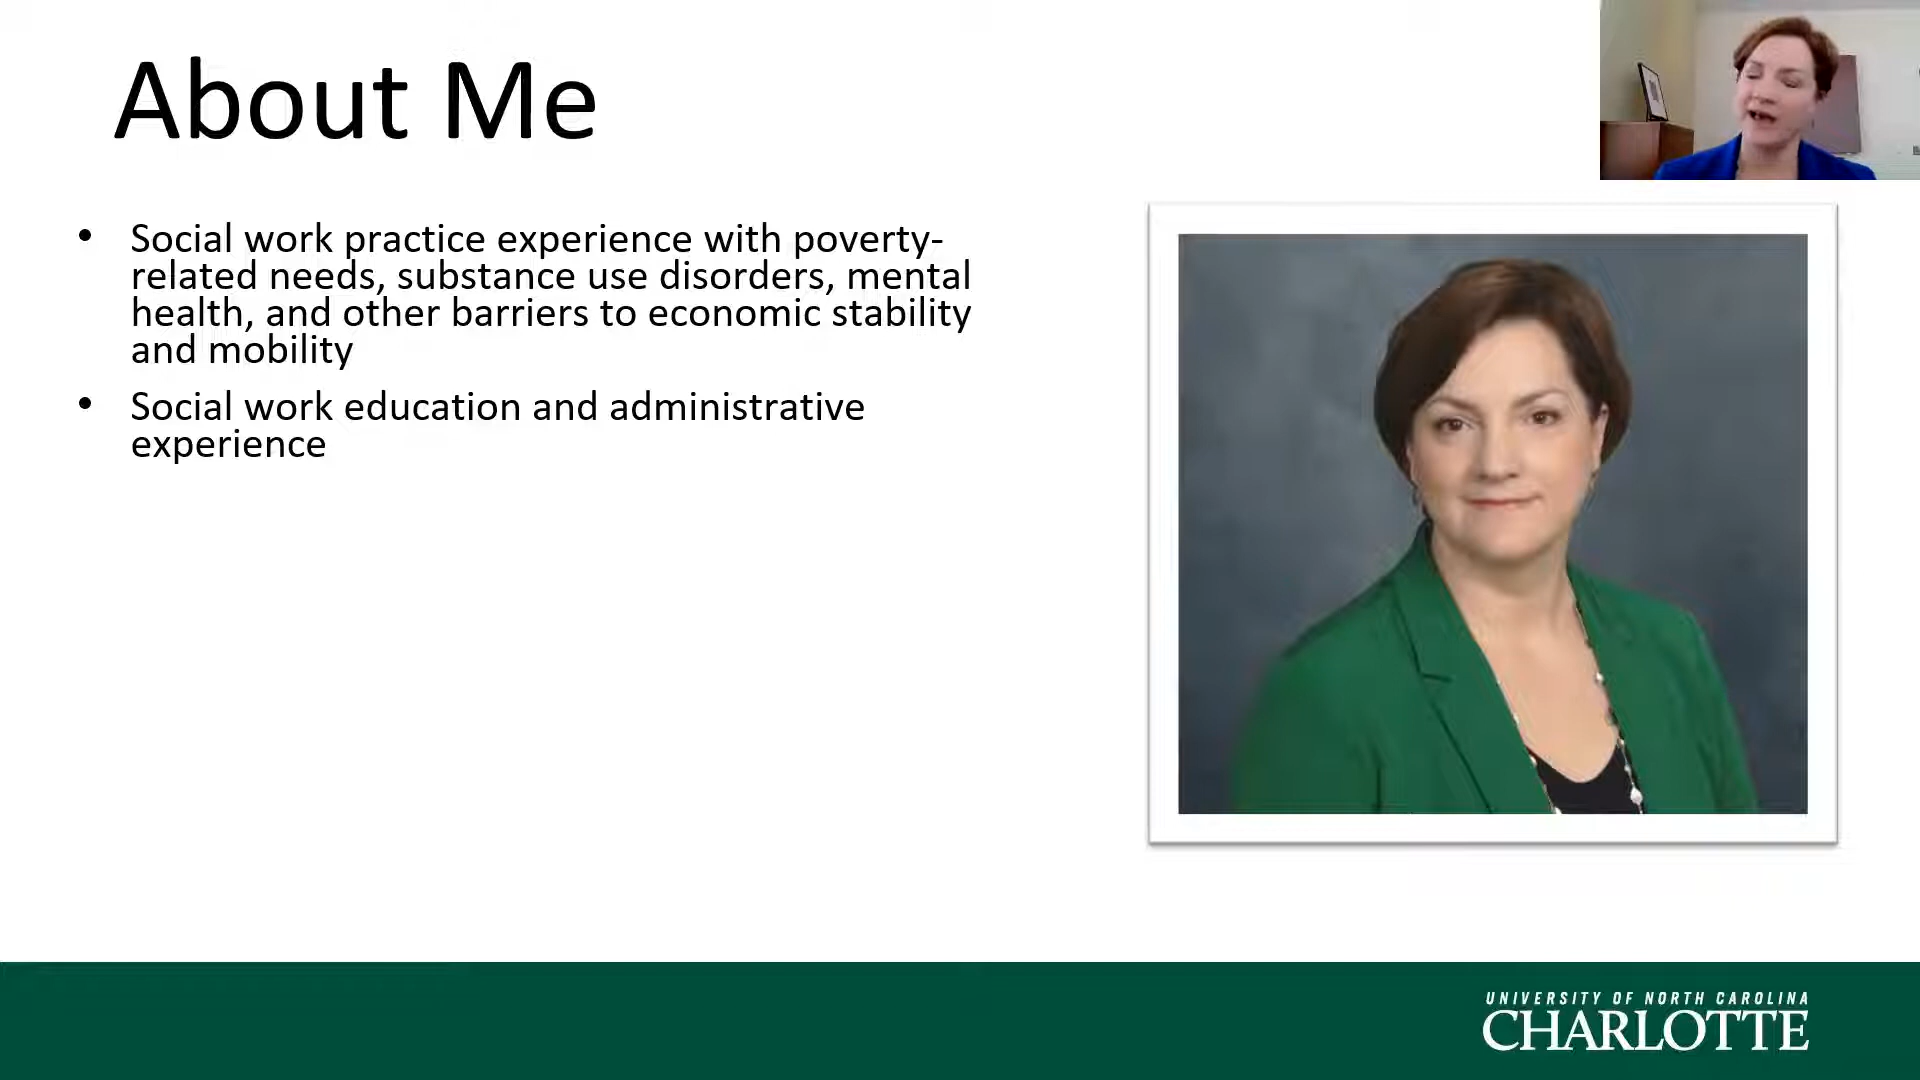 About Me
• Social work practice experience with poverty-
related needs, substance use disorders, mental
health, and other barriers to economic stability
and mobility
• Social work education and administrative
experience
UNIVERSITY OF NORTH CAROLINA
CHARLOTTE